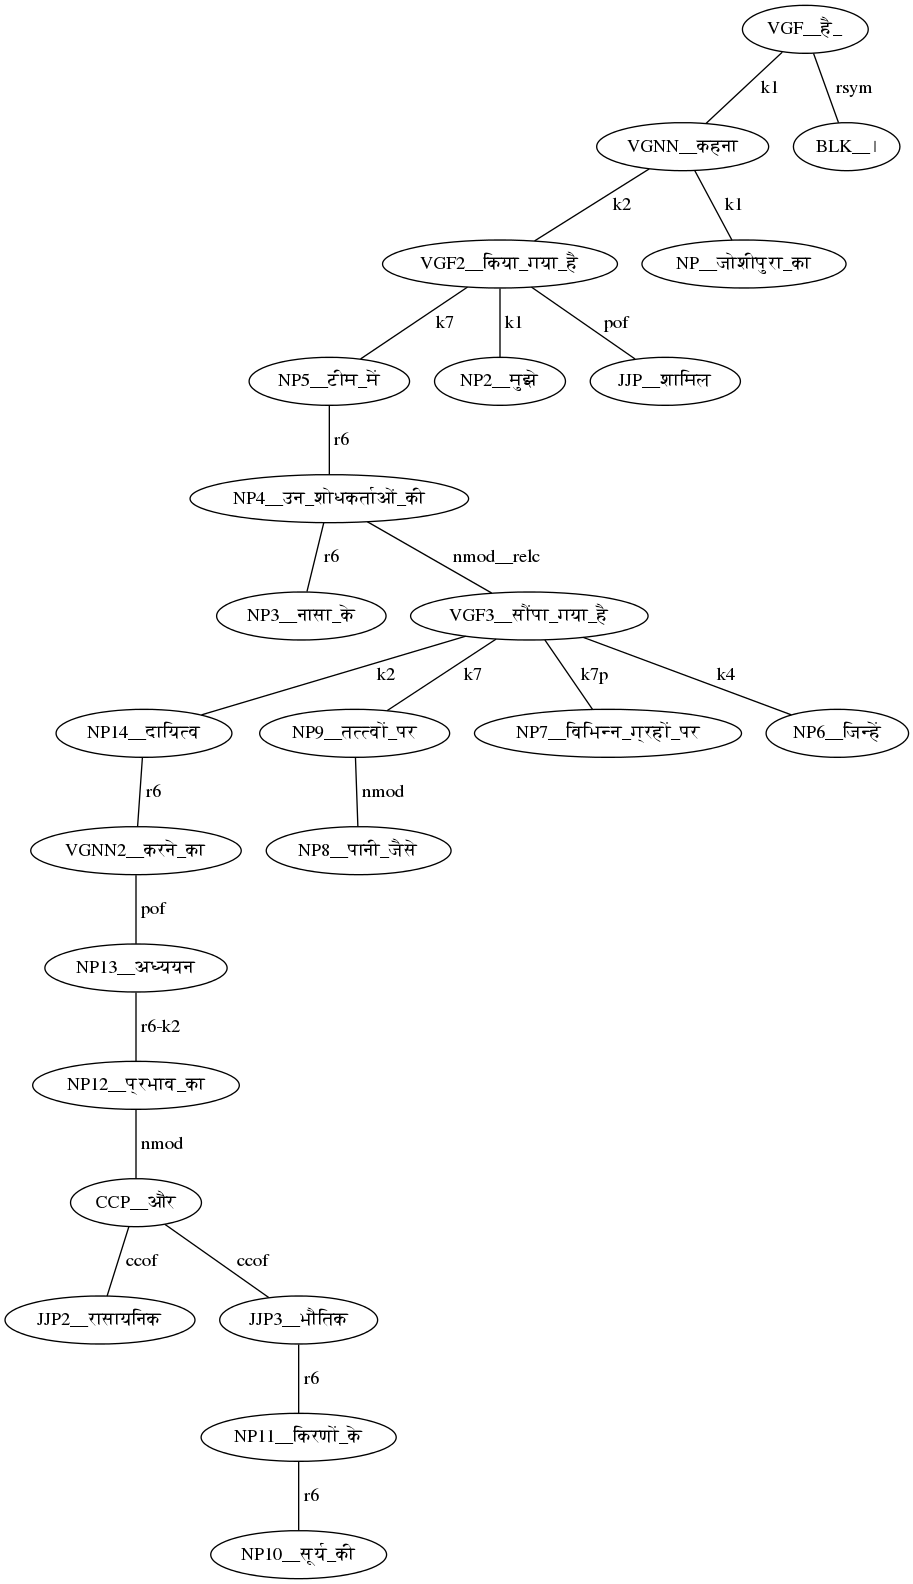 VGF__है_
k1 rsym
VGNN__कहना BLK__।
k2 k1
VGF2__किया_गया_है NP__जोशीपुरा_का
k7 k1 pof
NP5__टीम_में NP2__मुझे JJP__शामिल
r6
NP4__उन_शोधकर्ताओं_की
r6 nmod__relc
NP3__नासा_के VGF3__सौंपा_गया_है
k2 k7 k7p k4
NP14__दायित्व NP9__तत्त्वों_पर NP7__विभिन्न_ग्रहों_पर NP6__जिन्हें
r6 nmod
VGNN2__करने_का NP8__पानी_जैसे
pof
NP13__अध्ययन
r6-k2
NP12__प्रभाव_का
nmod
CCP__और
ccof ccof
JJP2__रासायनिक JJP3__भौतिक
r6
NP11__किरणों_के
r6
NP10__सूर्य_की